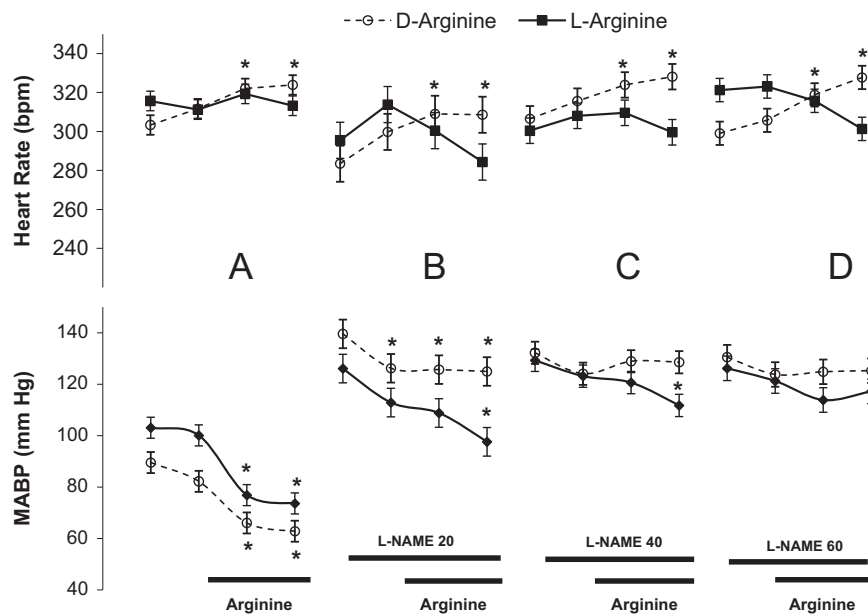 D-Arginine L-Arginine
Heart Rate (bpm)
340
320
300
280
260
240
* * * * * * * *
A B C D
MABP (mm Hg)
140
120
100
80
60
40
* * * * * * * * *
L-NAME 20 L-NAME 40 L-NAME 60
Arginine Arginine Arginine Arginine